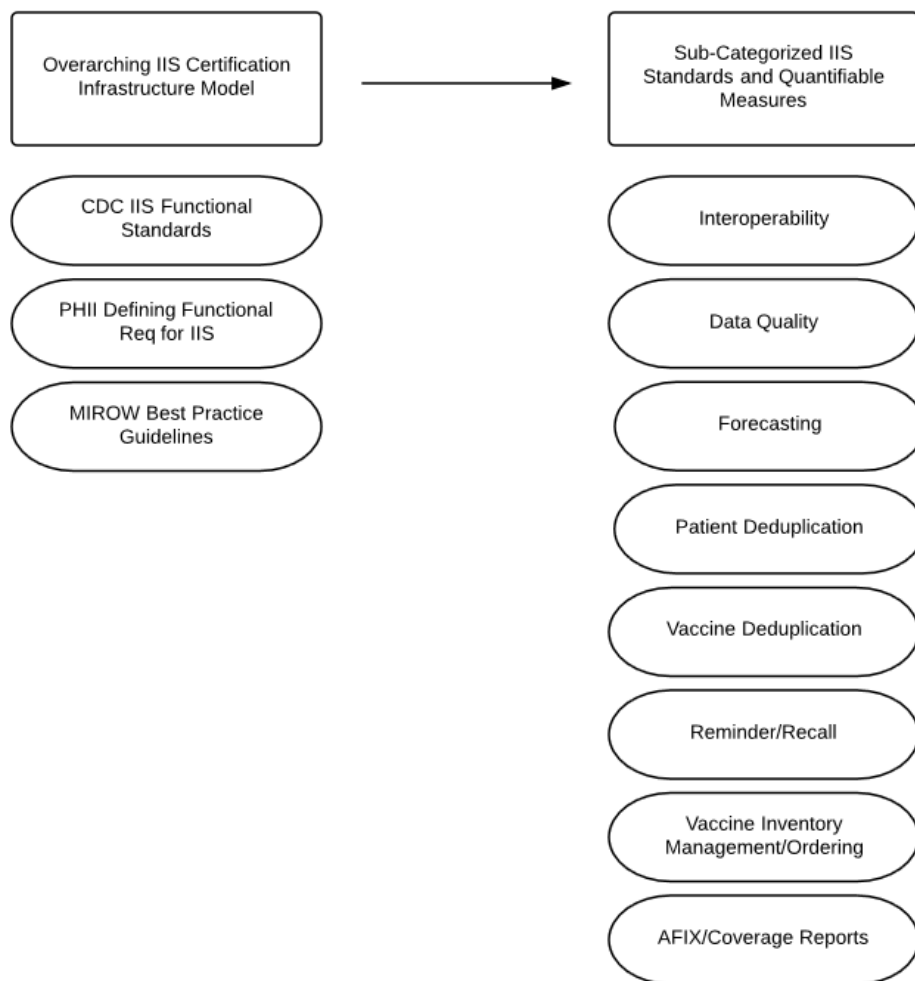 Overarching IIS Certification
Infrastructure Model
CDC IIS Functional
Standards
PHII Defining Functional
Req for IIS
MIROW Best Practice
Guidelines
Sub-Categorized IIS
Standards and Quantifiable
Measures
Interoperability
Data Quality
Forecasting
Patient Deduplication
Vaccine Deduplication
Reminder/Recall
Vaccine Inventory
Management/Ordering
AFIX/Coverage Reports